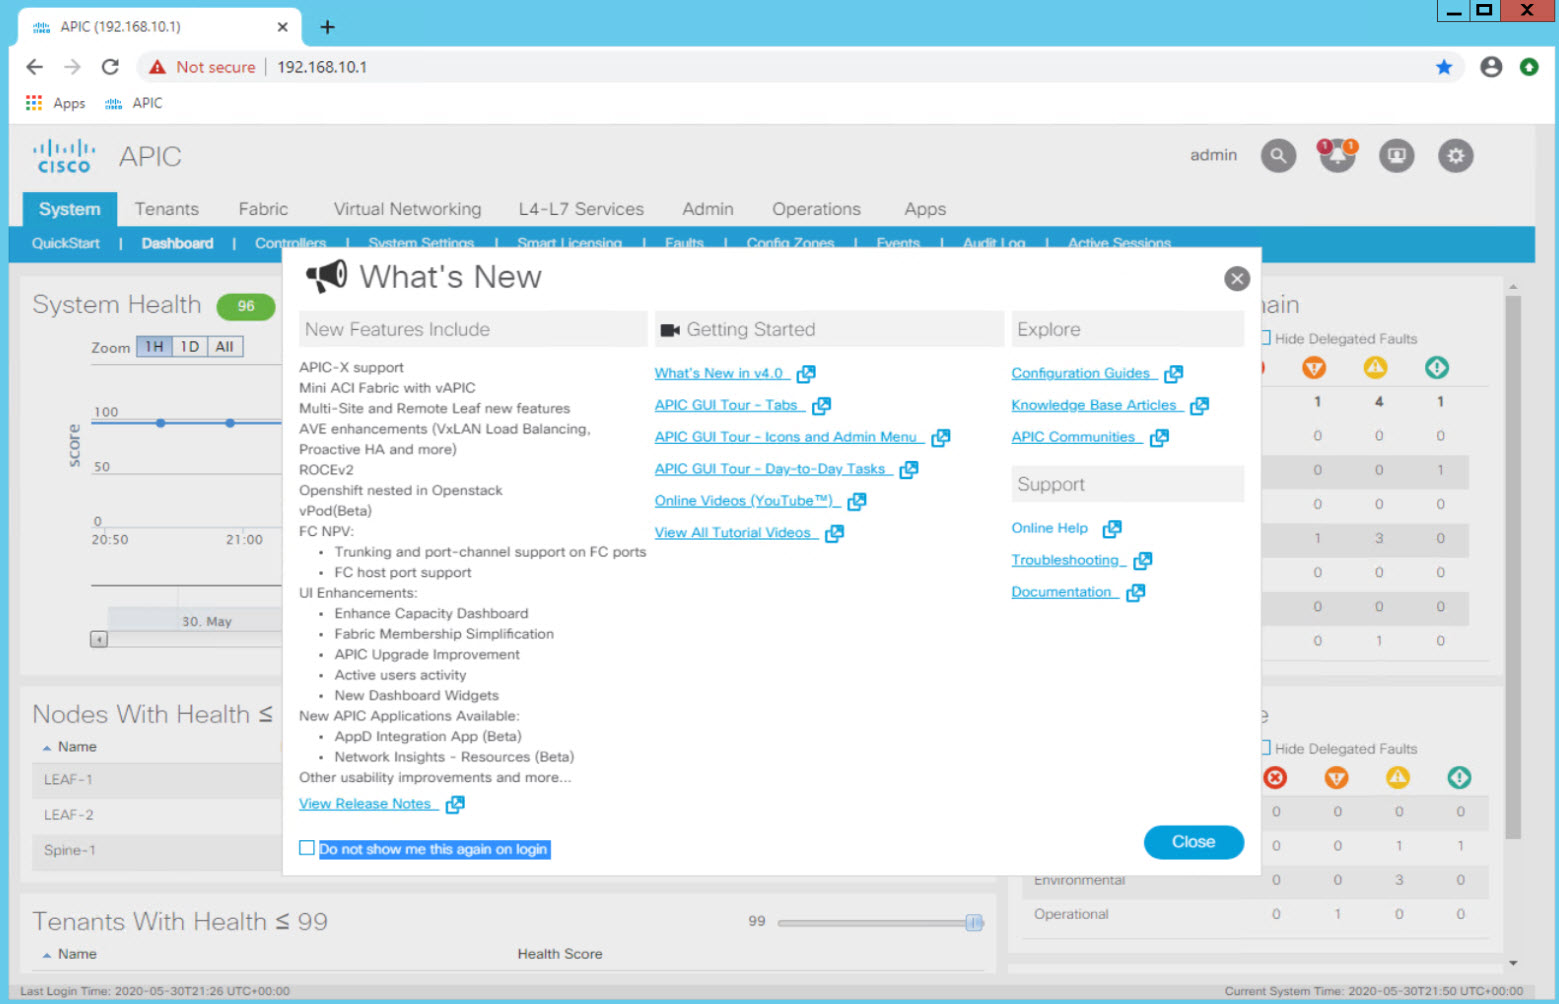 APIC (192.168.10.1)
Not secure | 192.168.10.1
Apps APIC
CISCO APIC
admin
1 1
System Tenants Fabric Virtual Networking L4-L7 Services Admin Operations Apps
QuickStart | Dashboard | Controllers | System Settings | Smart Licensing | Faults | Config Zones | Events | Audit Log | Active Sessions
System Health 96
Zoom 1H 1D All
score
100
50
0
20:50 21:00
30. May
Nodes With Health ≤
Name
LEAF-1
LEAF-2
Spine-1
Tenants With Health ≤ 99
99
Name Health Score
What's New
New Features Include
APIC-X support
Mini ACI Fabric with vAPIC
Multi-Site and Remote Leaf new features
AVE enhancements (VxLAN Load Balancing,
Proactive HA and more)
ROCEv2
Openshift nested in Openstack
vPod(Beta)
FC NPV:
• Trunking and port-channel support on FC ports
• FC host port support
UI Enhancements:
• Enhance Capacity Dashboard
• Fabric Membership Simplification
• APIC Upgrade Improvement
• Active users activity
• New Dashboard Widgets
New APIC Applications Available:
• AppD Integration App (Beta)
• Network Insights - Resources (Beta)
Other usability improvements and more...
View Release Notes
Do not show me this again on login
Getting Started
What's New in v4.0
APIC GUI Tour - Tabs
APIC GUI Tour - Icons and Admin Menu
APIC GUI Tour - Day-to-Day Tasks
Online Videos (YouTube™)
View All Tutorial Videos
Explore
Configuration Guides
Knowledge Base Articles
APIC Communities
Support
Online Help
Troubleshooting
Documentation
Close
Hide Delegated Faults
1 4 1
0 0 0
0 0 1
0 0 0
1 3 0
0 0 0
0 0 0
0 1 0
Hide Delegated Faults
0 0 0 0
0 0 1 1
Environmental 0 0 3 0
Operational 0 1 0 0
Last Login Time: 2020-05-30T21:26 UTC+00:00
Current System Time: 2020-05-30T21:50 UTC+00:00